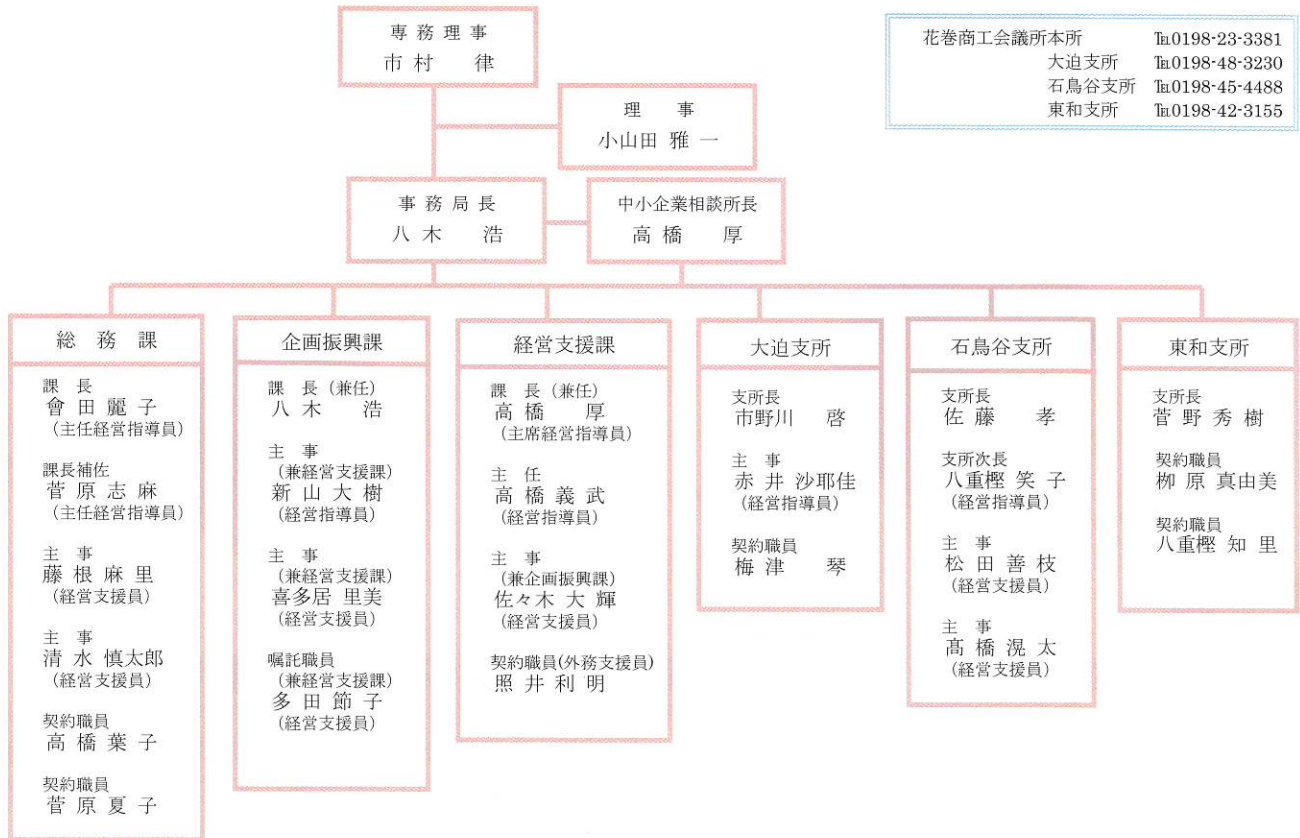 専務理事
市村 律
花巻商工会議所本所 ℡0198-23-3381
大迫支所 ℡0198-48-3230
石鳥谷支所 ℡0198-45-4488
東和支所 ℡0198-42-3155
理 事
小山田 雅 一
事務局長
八木 浩
中小企業相談所長
高橋 厚
総務課
課 長
會田麗子
(主任経営指導員)
課長補佐
菅原志麻
(主任経営指導員)
主 事
藤根麻里
(経営支援員)
主 事
清水慎太郎
(経営支援員)
契約職員
高橋葉子
契約職員
菅原夏子
企画振興課
課 長 (兼任)
八木 浩
主 事
(兼経営支援課)
新山大樹
(経営指導員)
主 事
(兼経営支援課)
喜多居 里美
(経営支援員)
嘱託職員
(兼経営支援課)
多田節子
(経営支援員)
経営支援課
課 長 (兼任)
高橋 厚
(主席経営指導員)
主 任
高橋義武
(経営指導員)
主 事
(兼企画振興課)
佐々木 大輝
(経営支援員)
契約職員(外務支援員)
照井利明
大迫支所
支所長
市野川 啓
主 事
赤井 沙耶佳
(経営指導員)
契約職員
梅津 琴
石鳥谷支所
支所長
佐藤 孝
支所次長
八重樫 笑子
(経営指導員)
主 事
松田善枝
(経営支援員)
主 事
髙橋滉太
(経営支援員)
東和支所
支所長
菅野秀樹
契約職員
栁原 真由美
契約職員
八重樫 知里